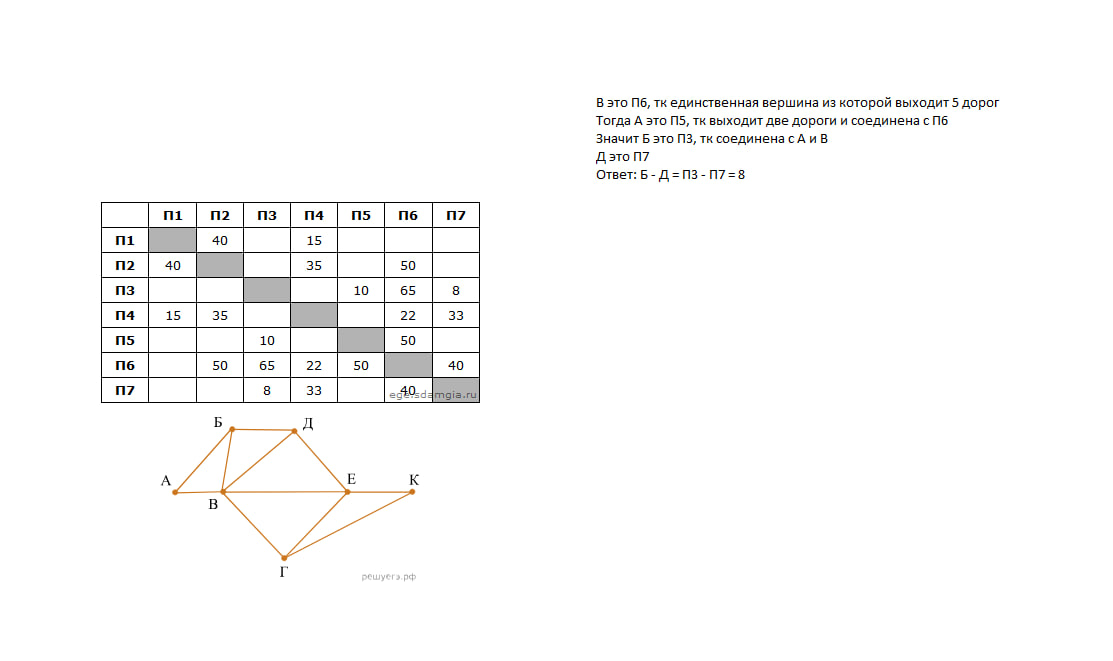 В это П6, тк единственная вершина из которой выходит 5 дорог
Тогда А это П5, тк выходит две дороги и соединена с П6
Значит Б это П3, тк соединена с А и В
Д это П7
Ответ: Б - Д = П3 - П7 = 8
П1 П2 П3 П4 П5 П6 П7
П1 40 15
П2 40 35 50
П3 10 65 8
П4 15 35 22 33
П5 10 50
П6 50 65 22 50 40
П7 8 33 40
ege.sdamgia.ru
Б Д
А Е К
В
Г
решуегэ.рф